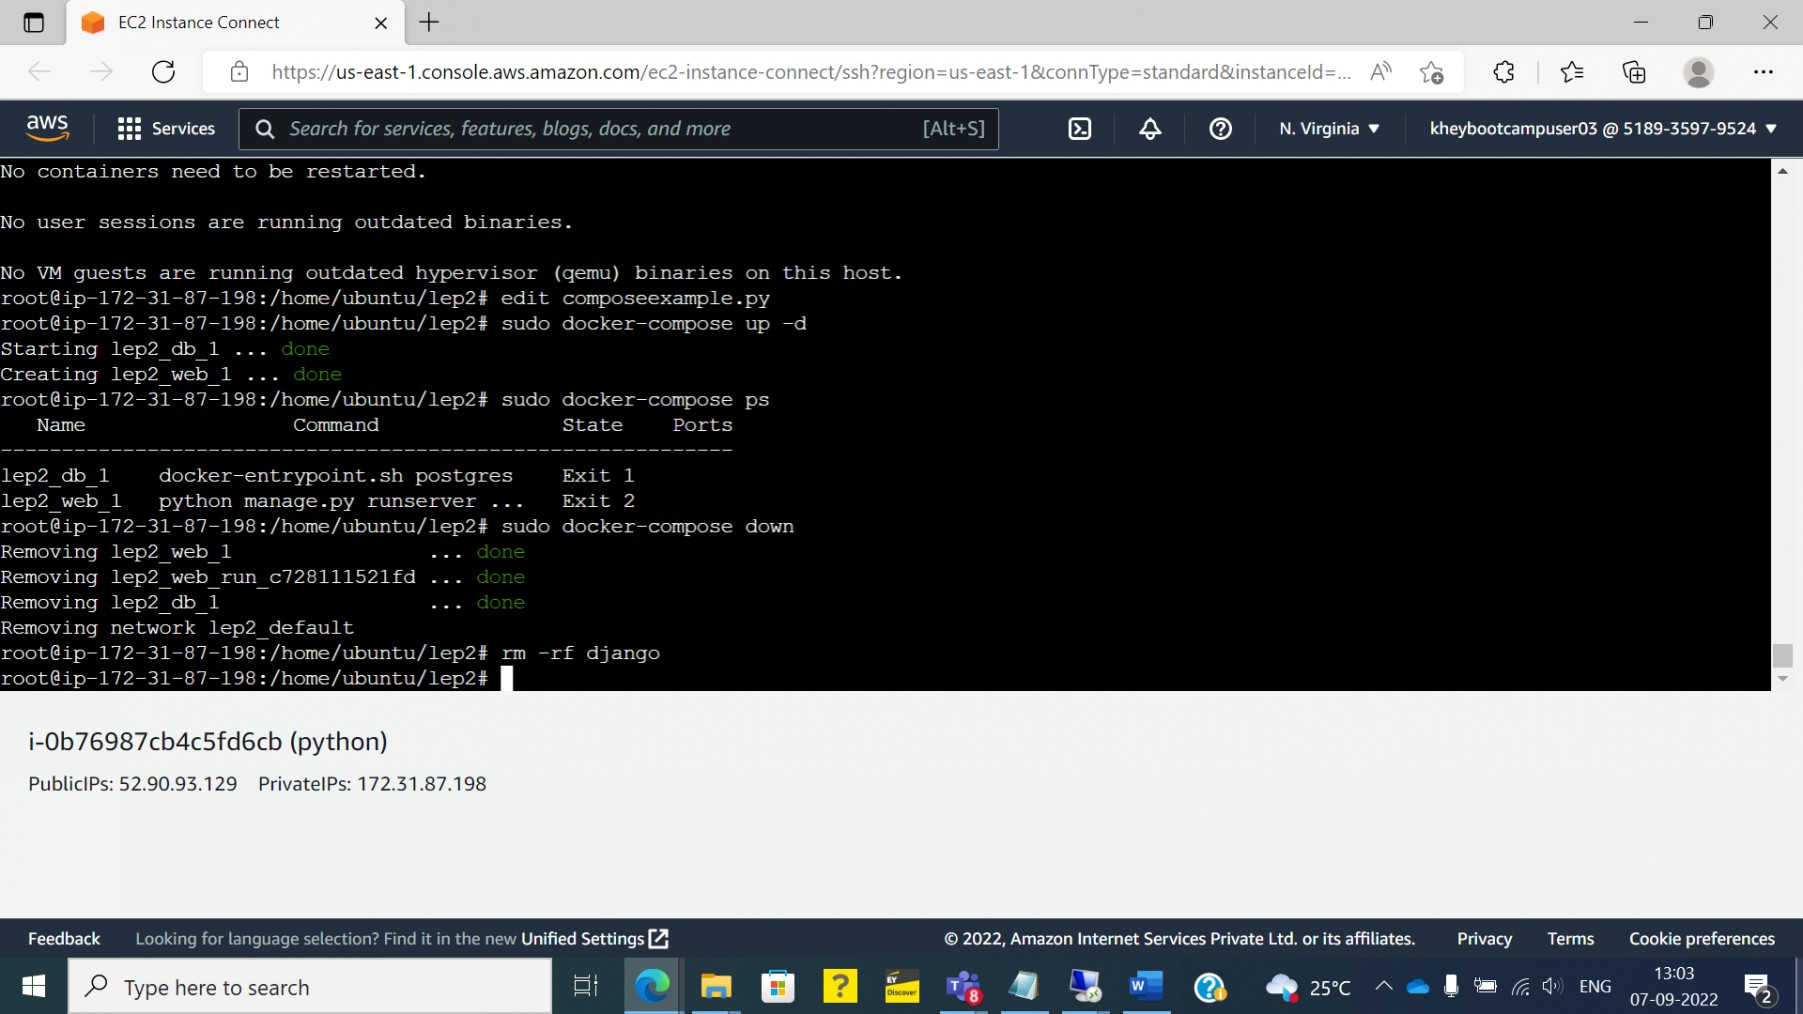 EC2 Instance Connect
https://us-east-1.console.aws.amazon.com/ec2-instance-connect/ssh?region=us-east-1&connType=standard&instanceId=...
aws
Services
Search for services, features, blogs, docs, and more
[Alt+S]
N. Virginia
kheybootcampuser03 @ 5189-3597-9524
No containers need to be restarted.
No user sessions are running outdated binaries.
No VM guests are running outdated hypervisor (qemu) binaries on this host.
root@ip-172-31-87-198:/home/ubuntu/lep2# edit composeexample.py
root@ip-172-31-87-198:/home/ubuntu/lep2# sudo docker-compose up -d
Starting lep2_db_1 ... done
Creating lep2_web_1 ... done
root@ip-172-31-87-198:/home/ubuntu/lep2# sudo docker-compose ps
Name Command State Ports
------------------------------------------------------------
lep2_db_1 docker-entrypoint.sh postgres Exit 1
lep2_web_1 python manage.py runserver ... Exit 2
root@ip-172-31-87-198:/home/ubuntu/lep2# sudo docker-compose down
Removing lep2_web_1 ... done
Removing lep2_web_run_c728111521fd ... done
Removing lep2_db_1 ... done
Removing network lep2_default
root@ip-172-31-87-198:/home/ubuntu/lep2# rm -rf django
root@ip-172-31-87-198:/home/ubuntu/lep2#
i-0b76987cb4c5fd6cb (python)
PublicIPs: 52.90.93.129 PrivateIPs: 172.31.87.198
Feedback
Looking for language selection? Find it in the new Unified Settings
© 2022, Amazon Internet Services Private Ltd. or its affiliates.
Privacy
Terms
Cookie preferences
Type here to search
EY
Discover
T
8
W
25°C
ENG
13:03
07-09-2022
2